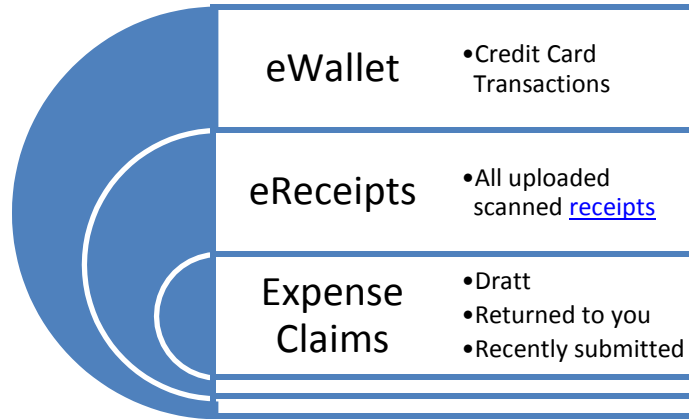 eWallet
•Credit Card
Transactions
eReceipts
•All uploaded
scanned receipts
Expense
Claims
•Dratt
•Returned to you
•Recently submitted